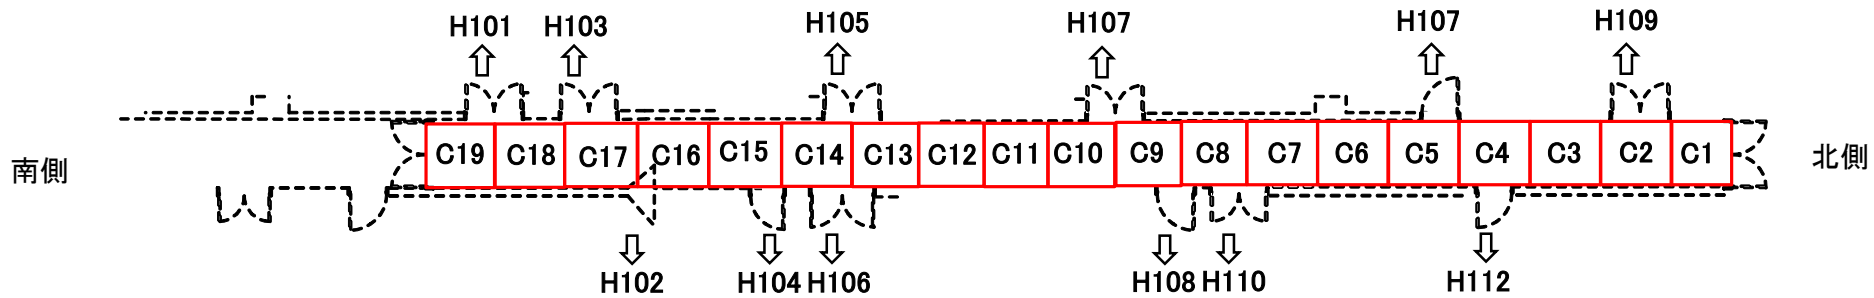 H101 H103 H105 H107 H107 H109
南側 C19 C18 C17 C16 C15 C14 C13 C12 C11 C10 C9 C8 C7 C6 C5 C4 C3 C2 C1 北側
H102 H104 H106 H108 H110 H112